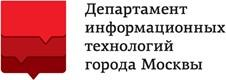 Департамент
информационных
технологий
города Москвы